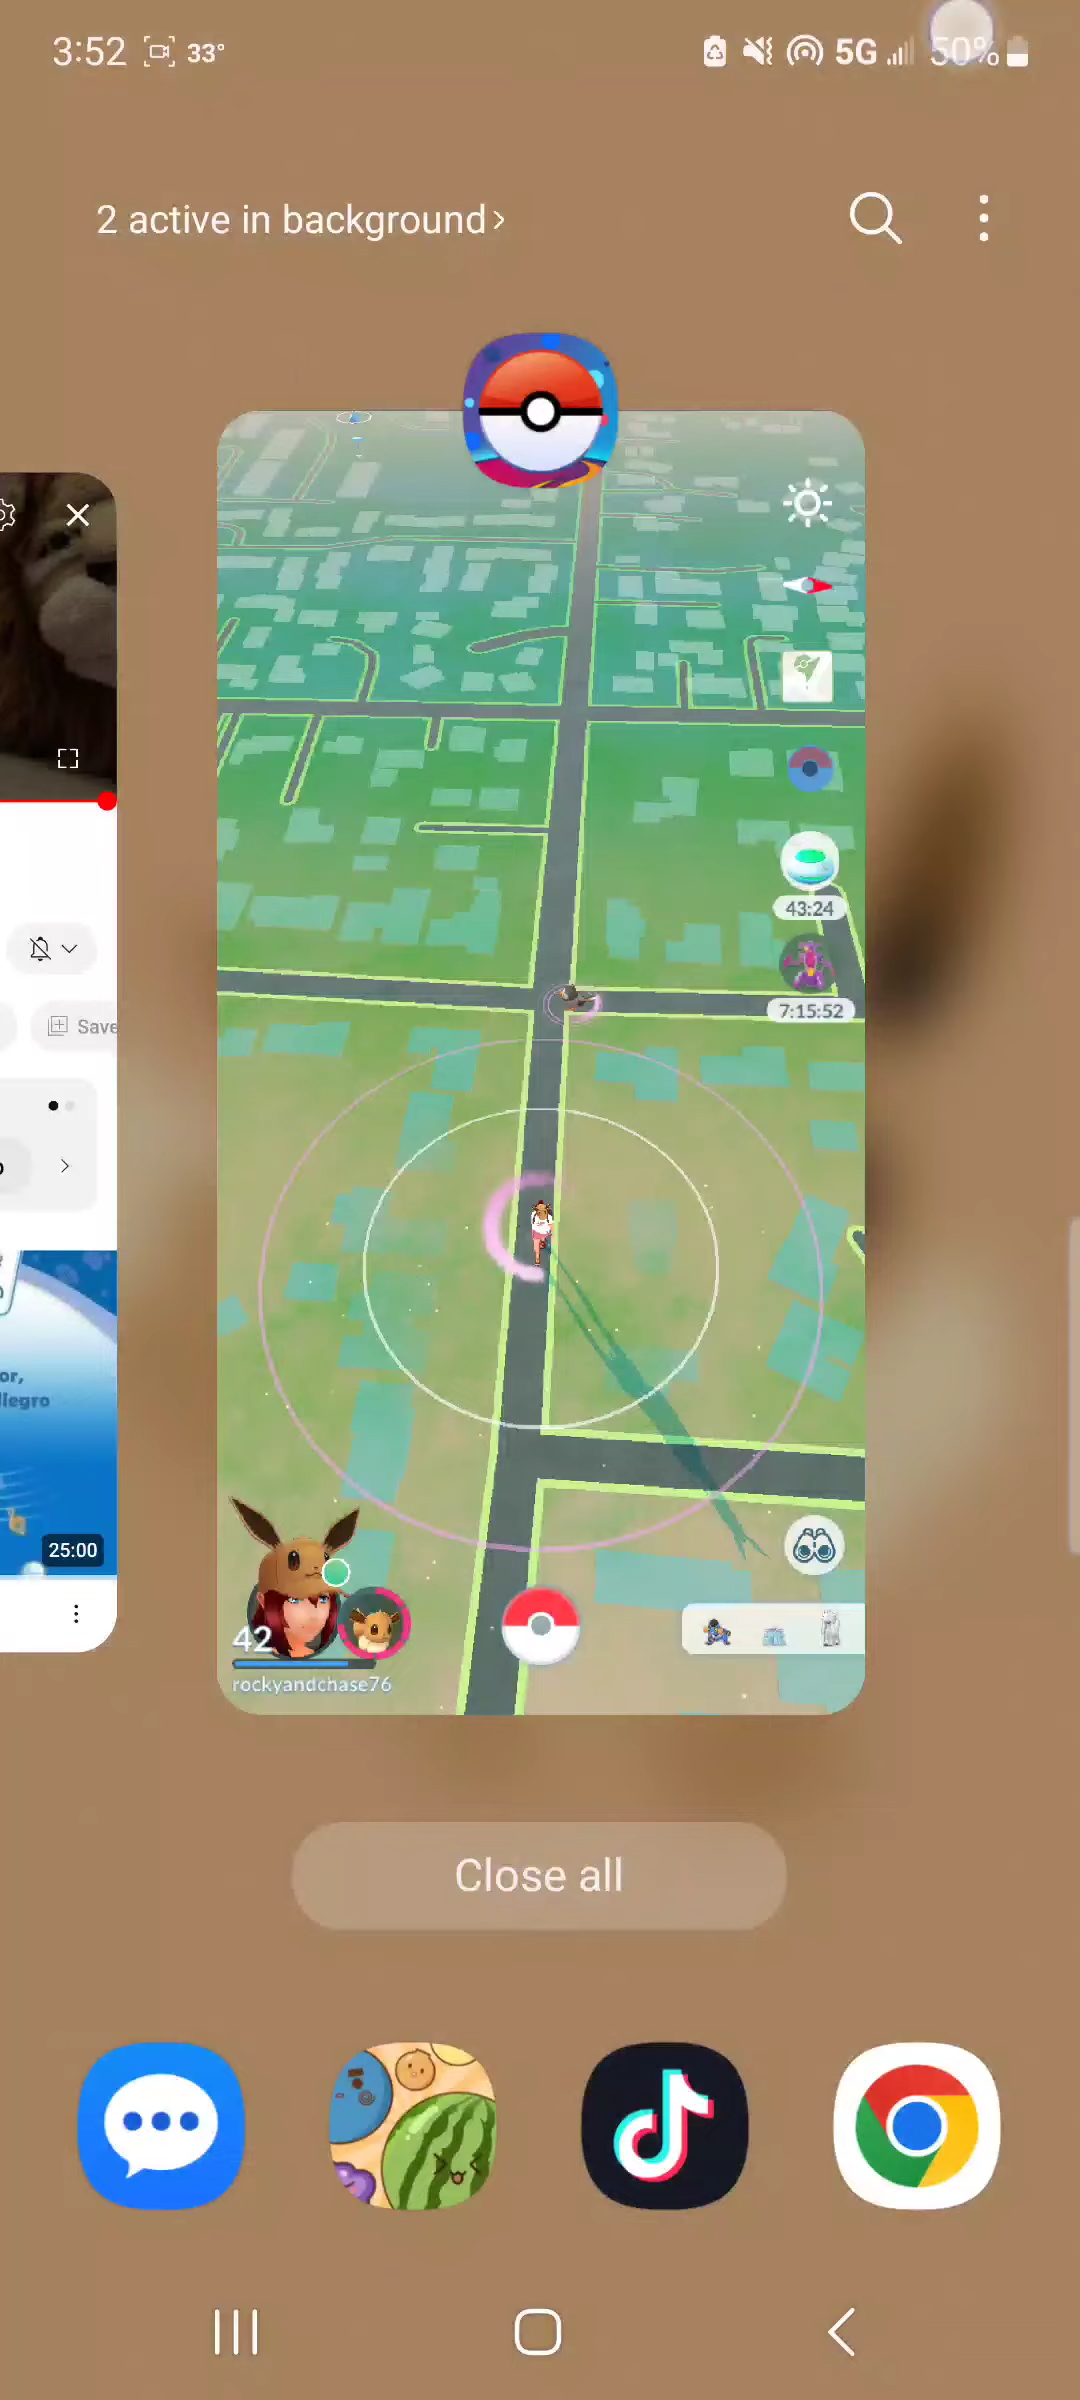 3:52 33° 5G 50%
2 active in background
43:24
7:15:52
Save
or,
llegro
25:00
42
rockyandchase76
Close all